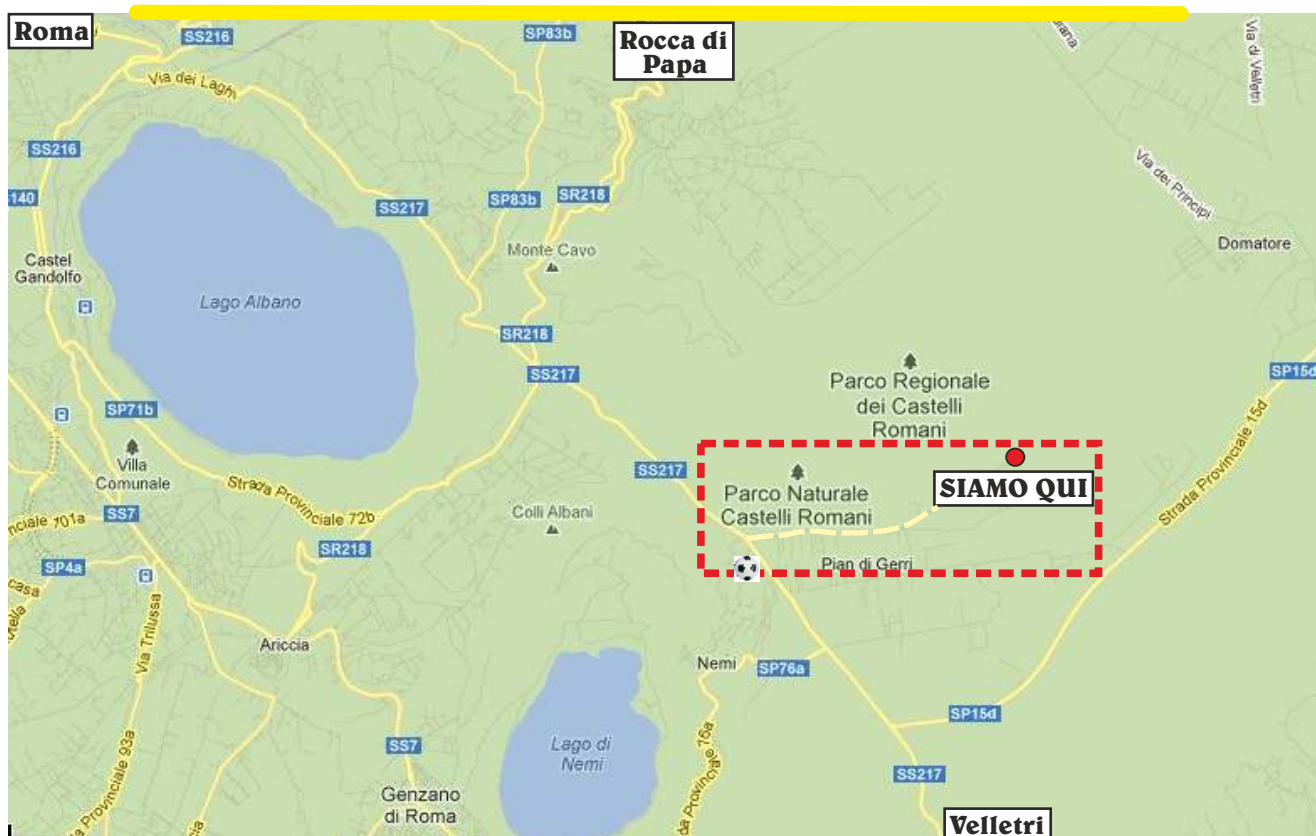 Roma
SS216
SP83b
Rocca di
Papa
Via di Velletri
Via dei Laghi
SS216
Via dei Principi
SS217
SP83b
SR218
Domatore
Castel
Gandolfo
Monte Cavo
Lago Albano
SR218
SS217
Parco Regionale
dei Castelli
Romani
SP15d
SP71b
Villa
Comunale
SS217
Parco Naturale
Castelli Romani
SIAMO QUI
Strada Provinciale 15d
Strada Provinciale 72b
SS7
Colli Albani
SR218
SP4a
Pian di Gerri
Via Trilussa
Ariccia
Nemi
SP76a
SP15d
SS7
Lago di
Nemi
SS217
Genzano
di Roma
Velletri